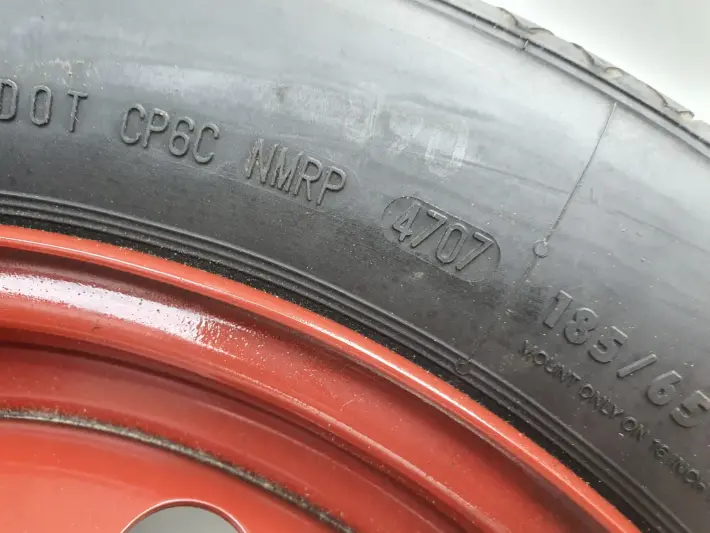 DOT CP6C NMRP 4707
185/65
MOUNT ONLY ON